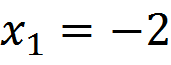 x₁ = −2